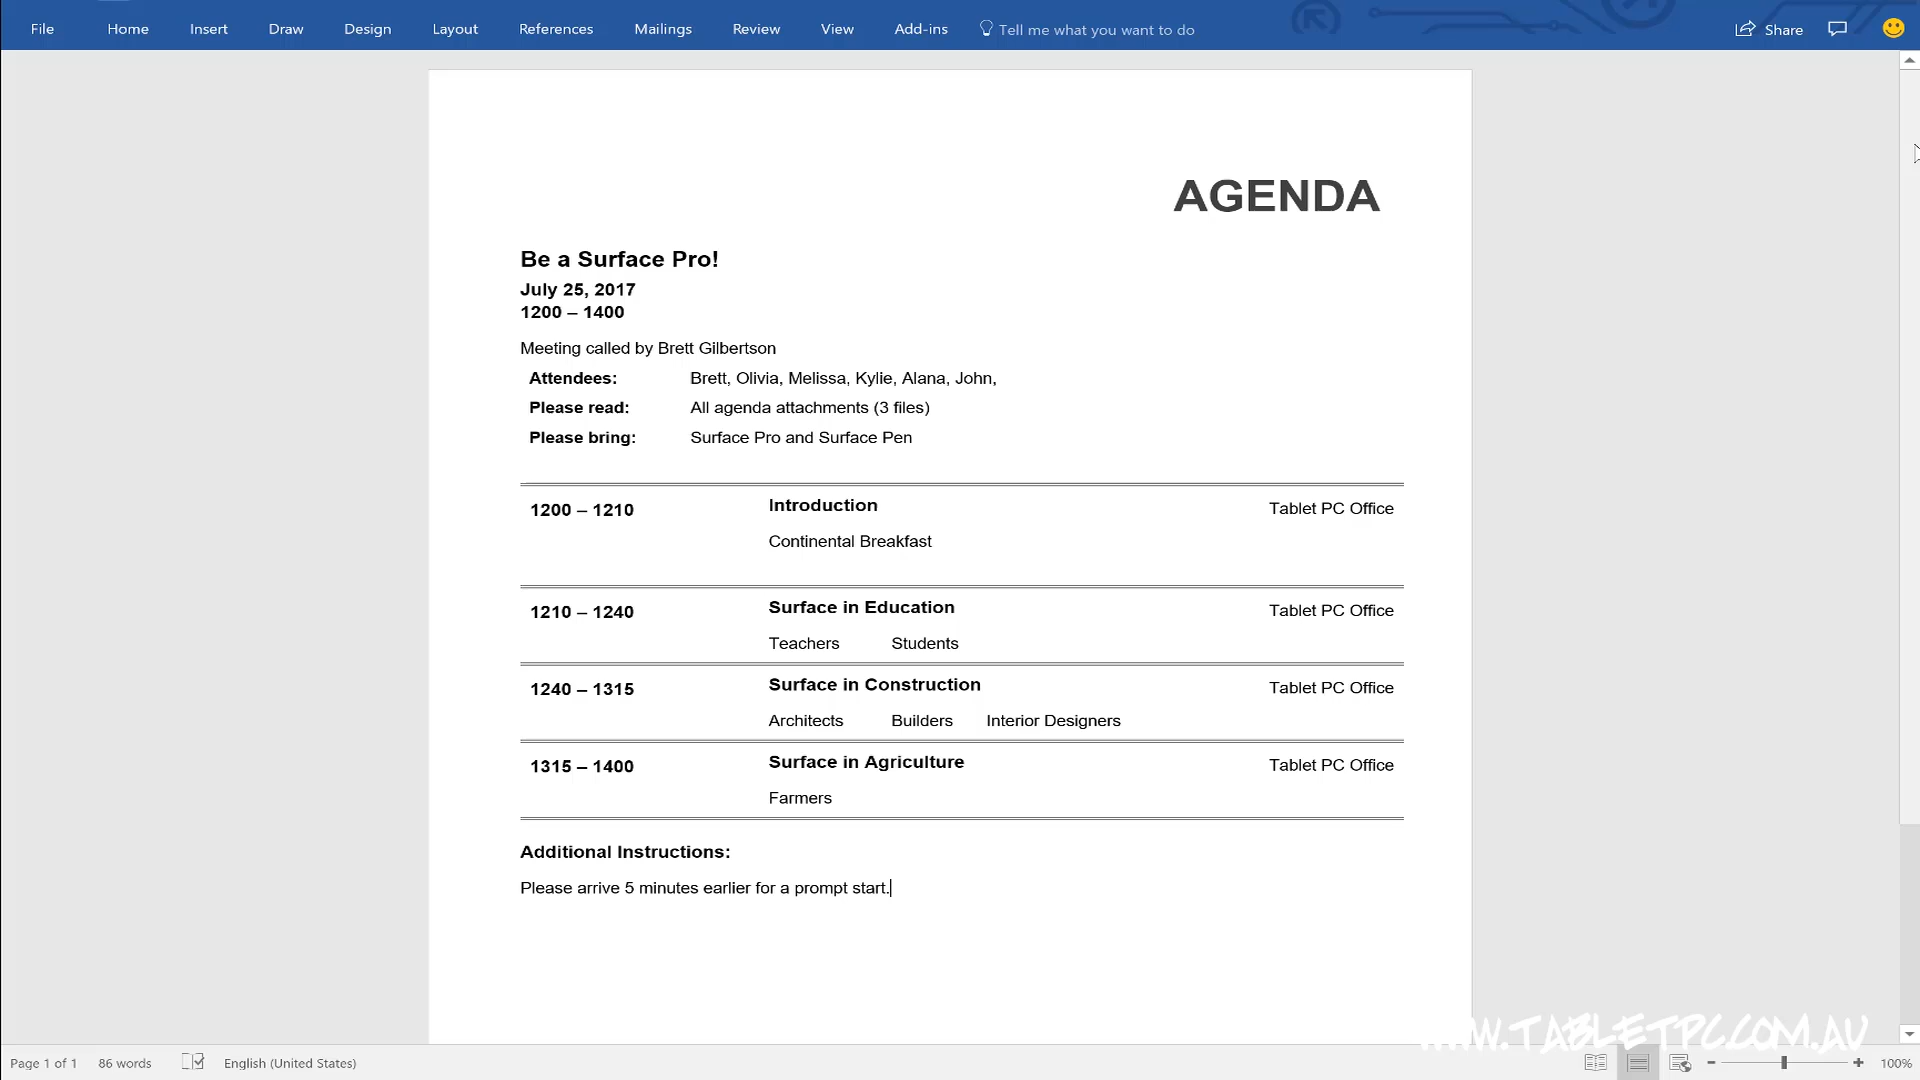 File Home Insert Draw Design Layout References Mailings Review View Add-ins Tell me what you want to do Share
AGENDA
Be a Surface Pro!
July 25, 2017
1200 – 1400
Meeting called by Brett Gilbertson
Attendees: Brett, Olivia, Melissa, Kylie, Alana, John,
Please read: All agenda attachments (3 files)
Please bring: Surface Pro and Surface Pen
1200 – 1210 Introduction Tablet PC Office
Continental Breakfast
1210 – 1240 Surface in Education Tablet PC Office
Teachers Students
1240 – 1315 Surface in Construction Tablet PC Office
Architects Builders Interior Designers
1315 – 1400 Surface in Agriculture Tablet PC Office
Farmers
Additional Instructions:
Please arrive 5 minutes earlier for a prompt start.
WWW.TABLETPC.COM.AU
Page 1 of 1 86 words English (United States) 100%